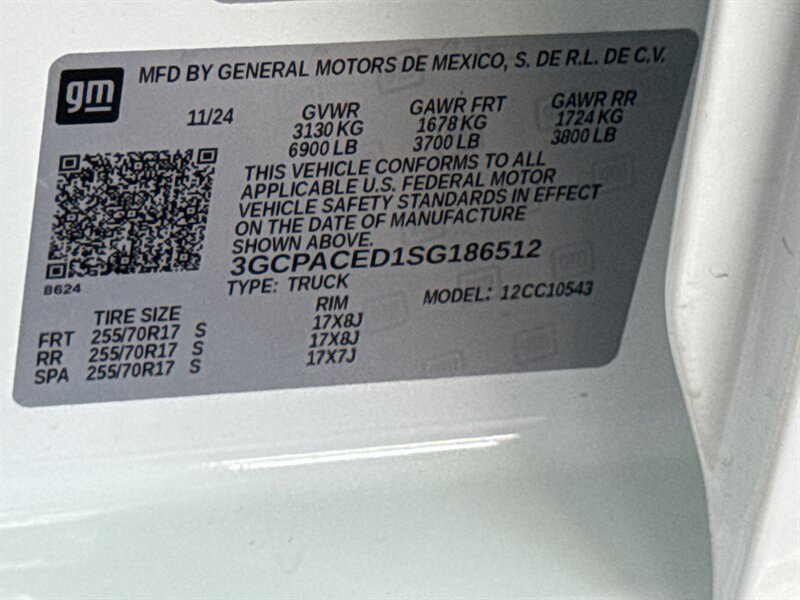 gm
MFD BY GENERAL MOTORS DE MEXICO, S. DE R.L. DE C.V.
11/24 GVWR GAWR FRT GAWR RR
3130 KG 1678 KG 1724 KG
6900 LB 3700 LB 3800 LB
THIS VEHICLE CONFORMS TO ALL
APPLICABLE U.S. FEDERAL MOTOR
VEHICLE SAFETY STANDARDS IN EFFECT
ON THE DATE OF MANUFACTURE
SHOWN ABOVE.
3GCPACED1SG186512
8624
TYPE: TRUCK MODEL: 12CC10543
TIRE SIZE RIM
FRT 255/70R17 S 17X8J
RR 255/70R17 S 17X8J
SPA 255/70R17 S 17X7J